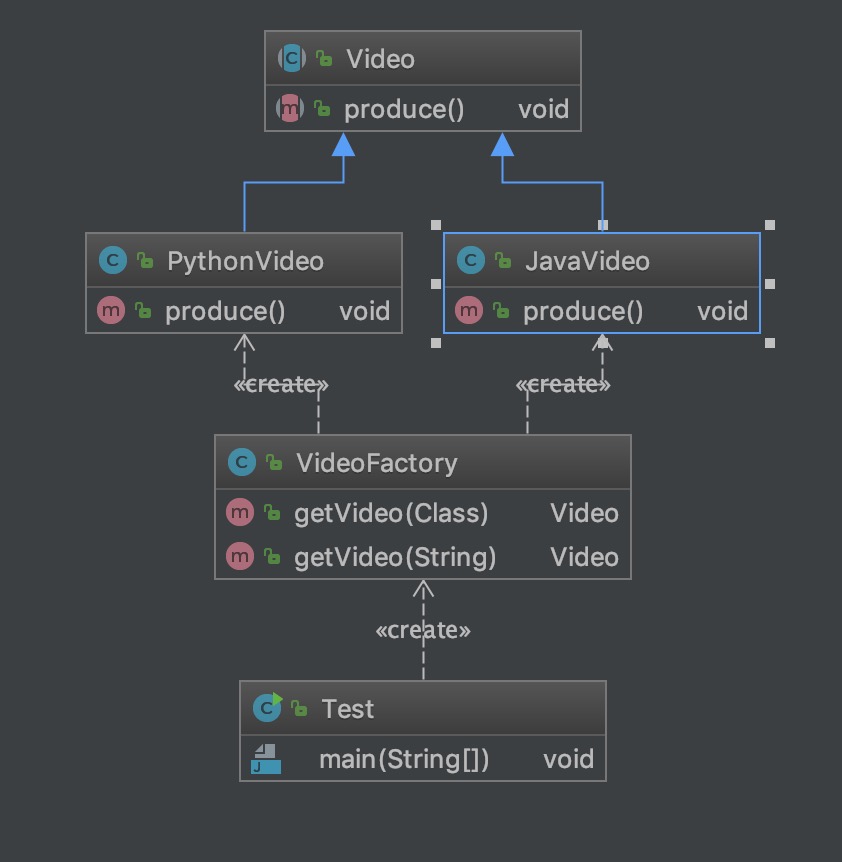 C Video
m produce() void
C PythonVideo
C JavaVideo
m produce() void
m produce() void
«create»
«create»
C VideoFactory
m getVideo(Class) Video
m getVideo(String) Video
«create»
C Test
J main(String[]) void